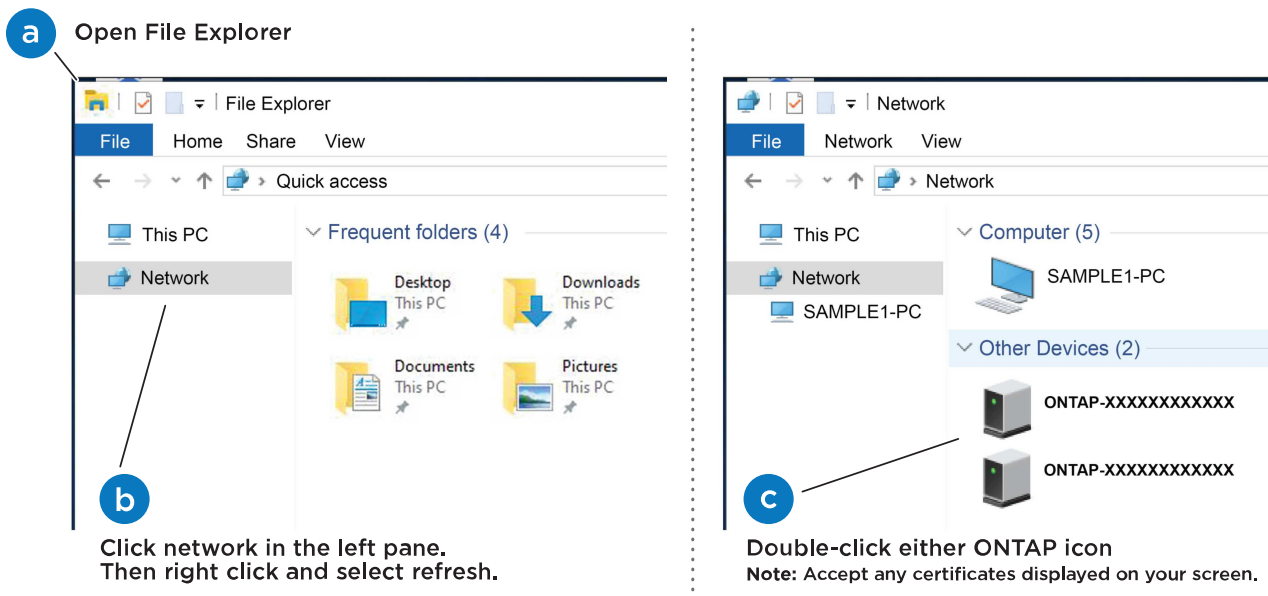 a
Open File Explorer
File Explorer
File Home Share View
Quick access
This PC
Network
Frequent folders (4)
Desktop
This PC
Downloads
This PC
Documents
This PC
Pictures
This PC
b
Click network in the left pane.
Then right click and select refresh.
Network
File Network View
Network
This PC
Network
SAMPLE1-PC
Computer (5)
SAMPLE1-PC
Other Devices (2)
ONTAP-XXXXXXXXXXXX
ONTAP-XXXXXXXXXXXX
c
Double-click either ONTAP icon
Note: Accept any certificates displayed on your screen.